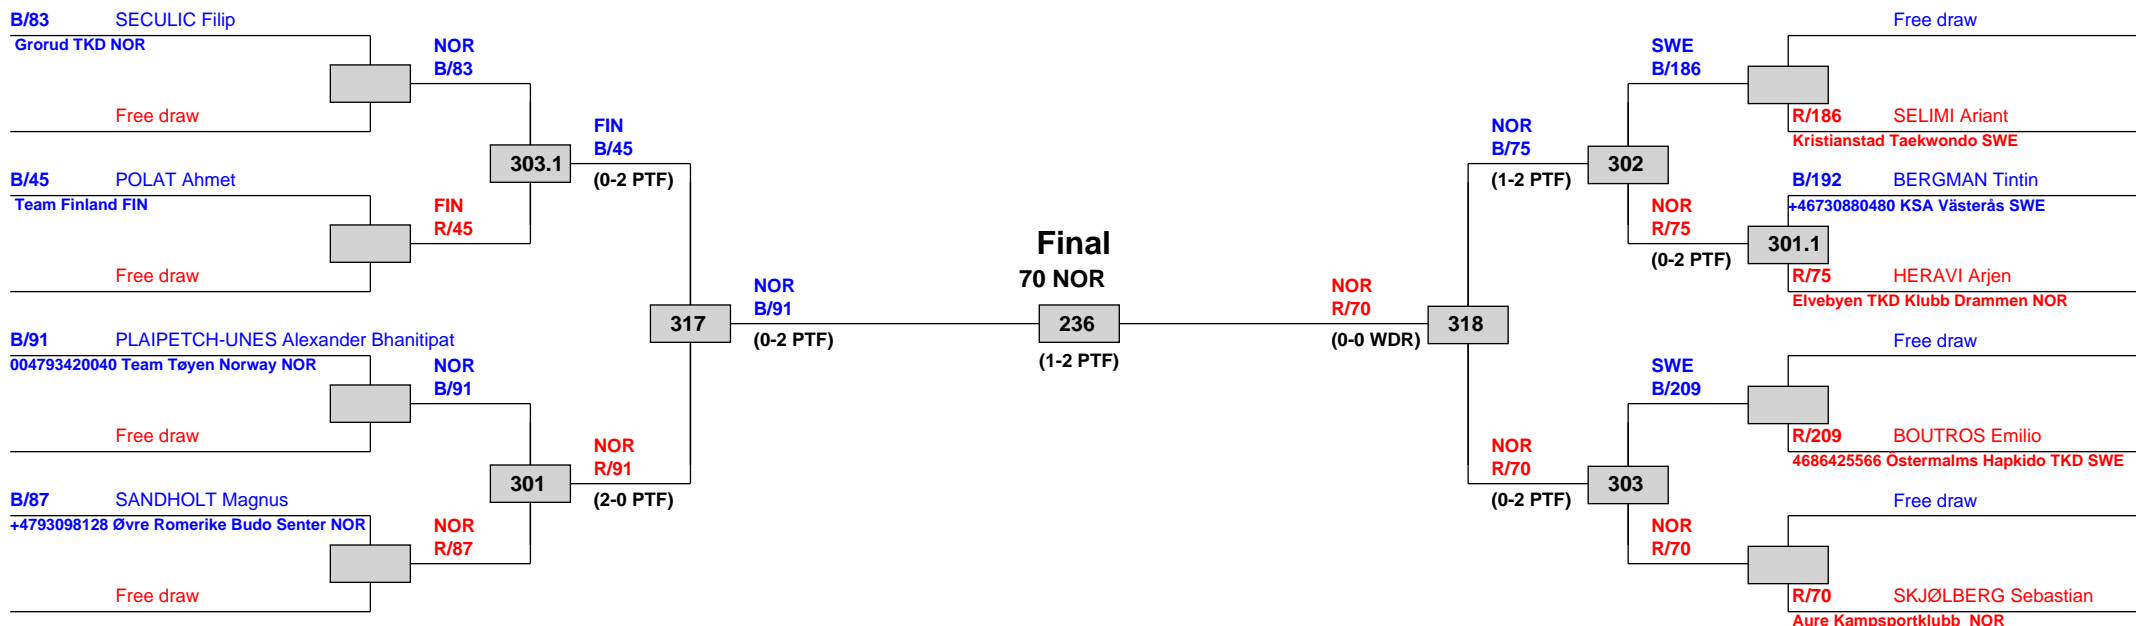 B/83 SECULIC Filip
Grorud TKD NOR
Free draw
B/45 POLAT Ahmet
Team Finland FIN
Free draw
B/91 PLAIPETCH-UNES Alexander Bhanitipat
004793420040 Team Tøyen Norway NOR
Free draw
B/87 SANDHOLT Magnus
+4793098128 Øvre Romerike Budo Senter NOR
Free draw
NOR
B/83
FIN
R/45
NOR
B/91
NOR
R/87
303.1
301
FIN
B/45
(0-2 PTF)
NOR
R/91
(2-0 PTF)
317
NOR
B/91
(0-2 PTF)
Final
70 NOR
236
(1-2 PTF)
NOR
R/70
(0-0 WDR)
318
NOR
B/75
(1-2 PTF)
NOR
R/70
(0-2 PTF)
302
303
SWE
B/186
NOR
R/75
(0-2 PTF)
SWE
B/209
NOR
R/70
301.1
Free draw
R/186 SELIMI Ariant
Kristianstad Taekwondo SWE
B/192 BERGMAN Tintin
+46730880480 KSA Västerås SWE
R/75 HERAVI Arjen
Elvebyen TKD Klubb Drammen NOR
Free draw
R/209 BOUTROS Emilio
4686425566 Östermalms Hapkido TKD SWE
Free draw
R/70 SKJØLBERG Sebastian
Aure Kampsportklubb NOR